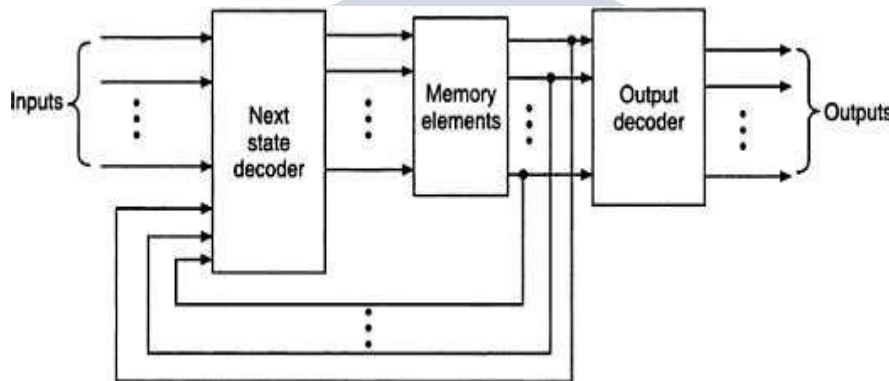 Inputs
Next
state
decoder
Memory
elements
Output
decoder
Outputs